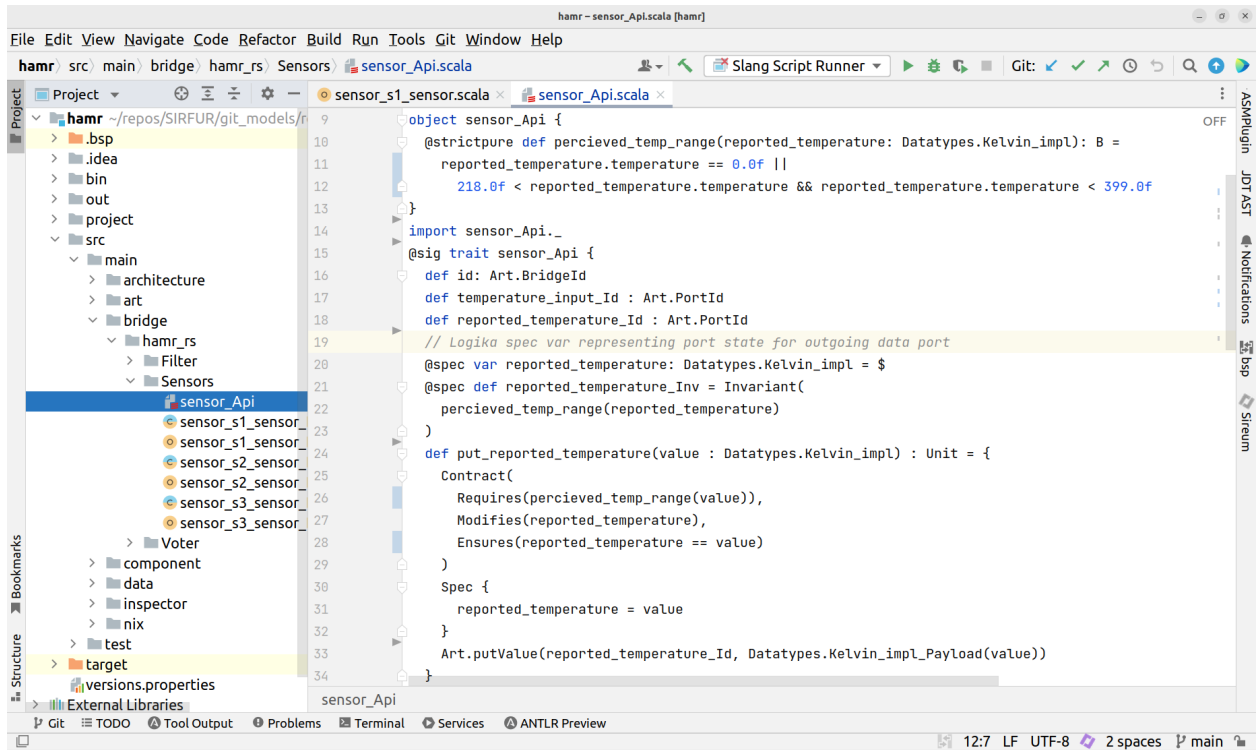 hamr – sensor_Api.scala [hamr]
File Edit View Navigate Code Refactor Build Run Tools Git Window Help
hamr src main bridge hamr_rs Sensors sensor_Api.scala Slang Script Runner Git:
Project
sensor_s1_sensor.scala sensor_Api.scala
hamr ~/repos/SIRFUR/git_models/r
.bsp
.idea
bin
out
project
src
main
architecture
art
bridge
hamr_rs
Filter
Sensors
sensor_Api
sensor_s1_sensor_
sensor_s1_sensor_
sensor_s2_sensor_
sensor_s2_sensor_
sensor_s3_sensor_
sensor_s3_sensor_
Voter
component
data
inspector
nix
test
target
versions.properties
External Libraries
Project
Bookmarks
Structure
OFF
9 object sensor_Api {
10 @strictpure def percieved_temp_range(reported_temperature: Datatypes.Kelvin_impl): B =
11 reported_temperature.temperature == 0.0f ||
12 218.0f < reported_temperature.temperature && reported_temperature.temperature < 399.0f
13 }
14 import sensor_Api._
15 @sig trait sensor_Api {
16 def id: Art.BridgeId
17 def temperature_input_Id : Art.PortId
18 def reported_temperature_Id : Art.PortId
19 // Logika spec var representing port state for outgoing data port
20 @spec var reported_temperature: Datatypes.Kelvin_impl = $
21 @spec def reported_temperature_Inv = Invariant(
22 percieved_temp_range(reported_temperature)
23 )
24 def put_reported_temperature(value : Datatypes.Kelvin_impl) : Unit = {
25 Contract(
26 Requires(percieved_temp_range(value)),
27 Modifies(reported_temperature),
28 Ensures(reported_temperature == value)
29 )
30 Spec {
31 reported_temperature = value
32 }
33 Art.putValue(reported_temperature_Id, Datatypes.Kelvin_impl_Payload(value))
34 }
sensor_Api
ASMPlugin
JDT AST
Notifications
bsp
Sireum
Git TODO Tool Output Problems Terminal Services ANTLR Preview
12:7 LF UTF-8 2 spaces main